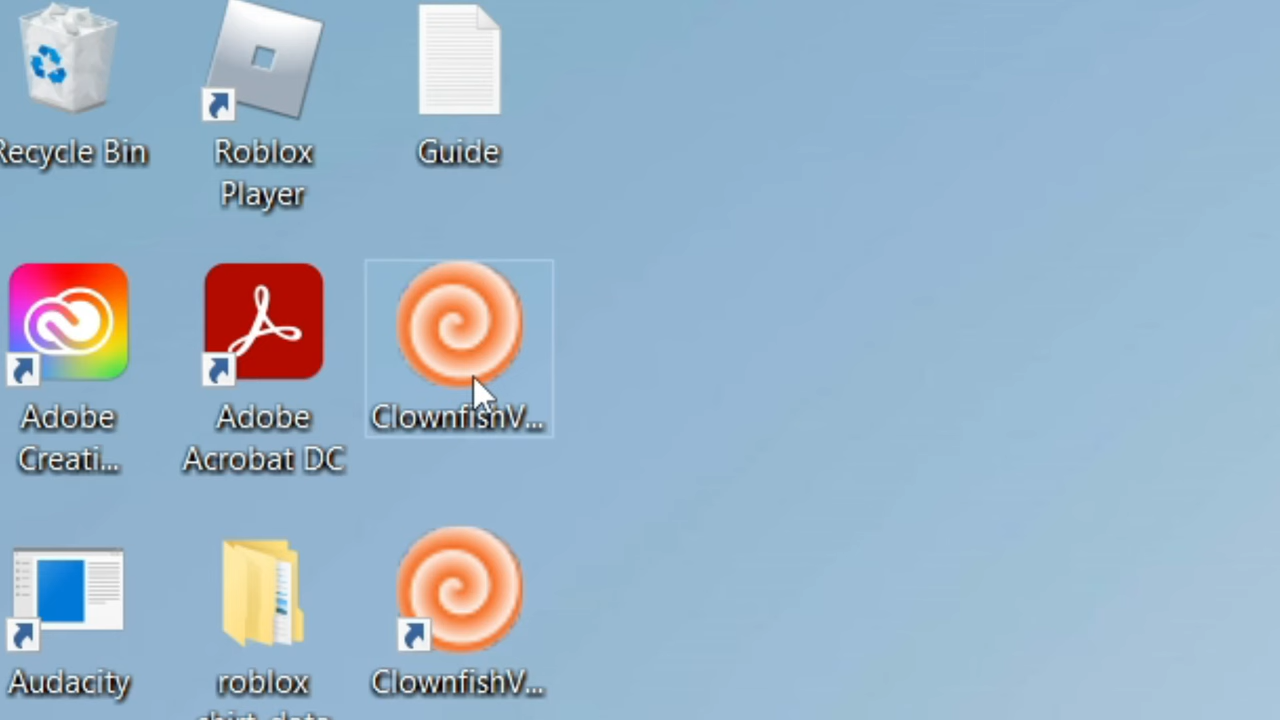 Recycle Bin
Roblox
Player
Guide
Adobe
Creati...
Adobe
Acrobat DC
ClownfishV...
Audacity
roblox
shirt data
ClownfishV...